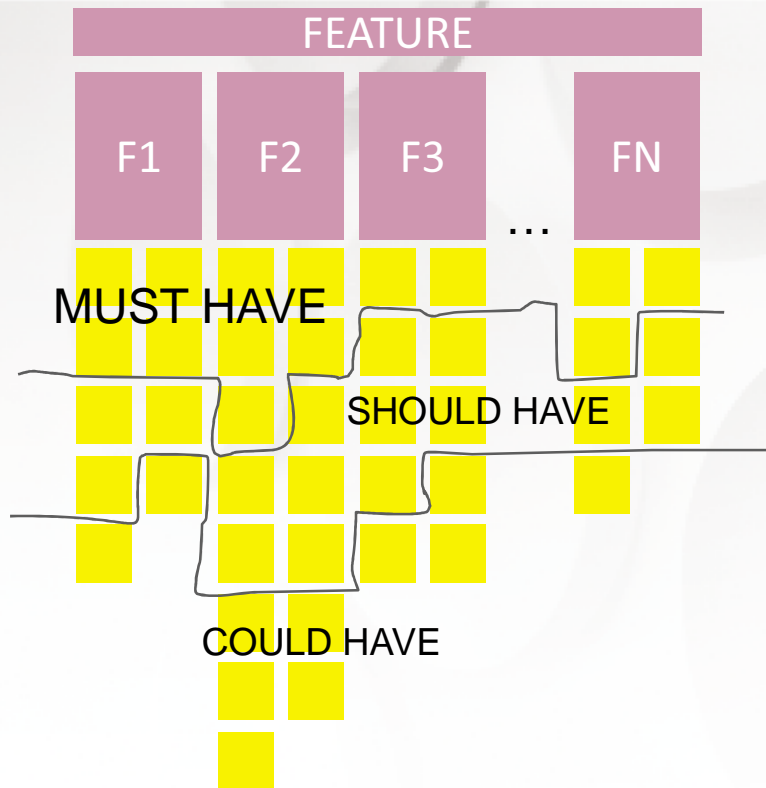 FEATURE
F1 F2 F3 … FN
MUST HAVE
SHOULD HAVE
COULD HAVE